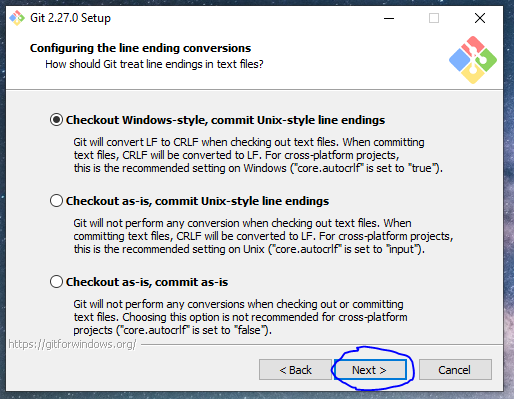 Git 2.27.0 Setup
Configuring the line ending conversions
How should Git treat line endings in text files?
Checkout Windows-style, commit Unix-style line endings
Git will convert LF to CRLF when checking out text files. When committing
text files, CRLF will be converted to LF. For cross-platform projects,
this is the recommended setting on Windows ("core.autocrlf" is set to "true").
Checkout as-is, commit Unix-style line endings
Git will not perform any conversion when checking out text files. When
committing text files, CRLF will be converted to LF. For cross-platform projects,
this is the recommended setting on Unix ("core.autocrlf" is set to "input").
Checkout as-is, commit as-is
Git will not perform any conversions when checking out or committing
text files. Choosing this option is not recommended for cross-platform
projects ("core.autocrlf" is set to "false").
https://gitforwindows.org/
< Back Next > Cancel